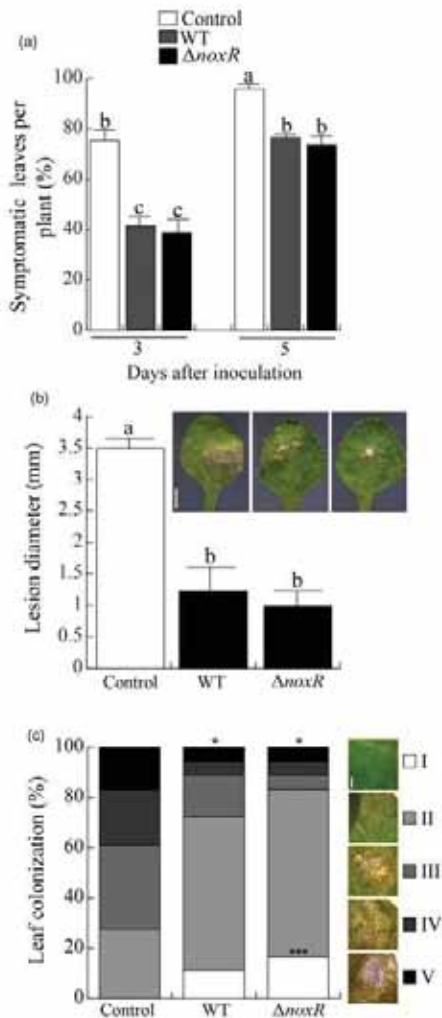 Control
WT
ΔnoxR
(a)
Symptomatic leaves per plant (%)
100
80
60
40
20
0
b
c
c
a
b
b
3
5
Days after inoculation
(b)
Lesion diameter (mm)
4
3.5
3
2.5
2
1.5
1
0.5
0
a
b
b
Control
WT
ΔnoxR
(c)
Leaf colonization (%)
100
80
60
40
20
0
*
*
***
Control
WT
ΔnoxR
I
II
III
IV
V